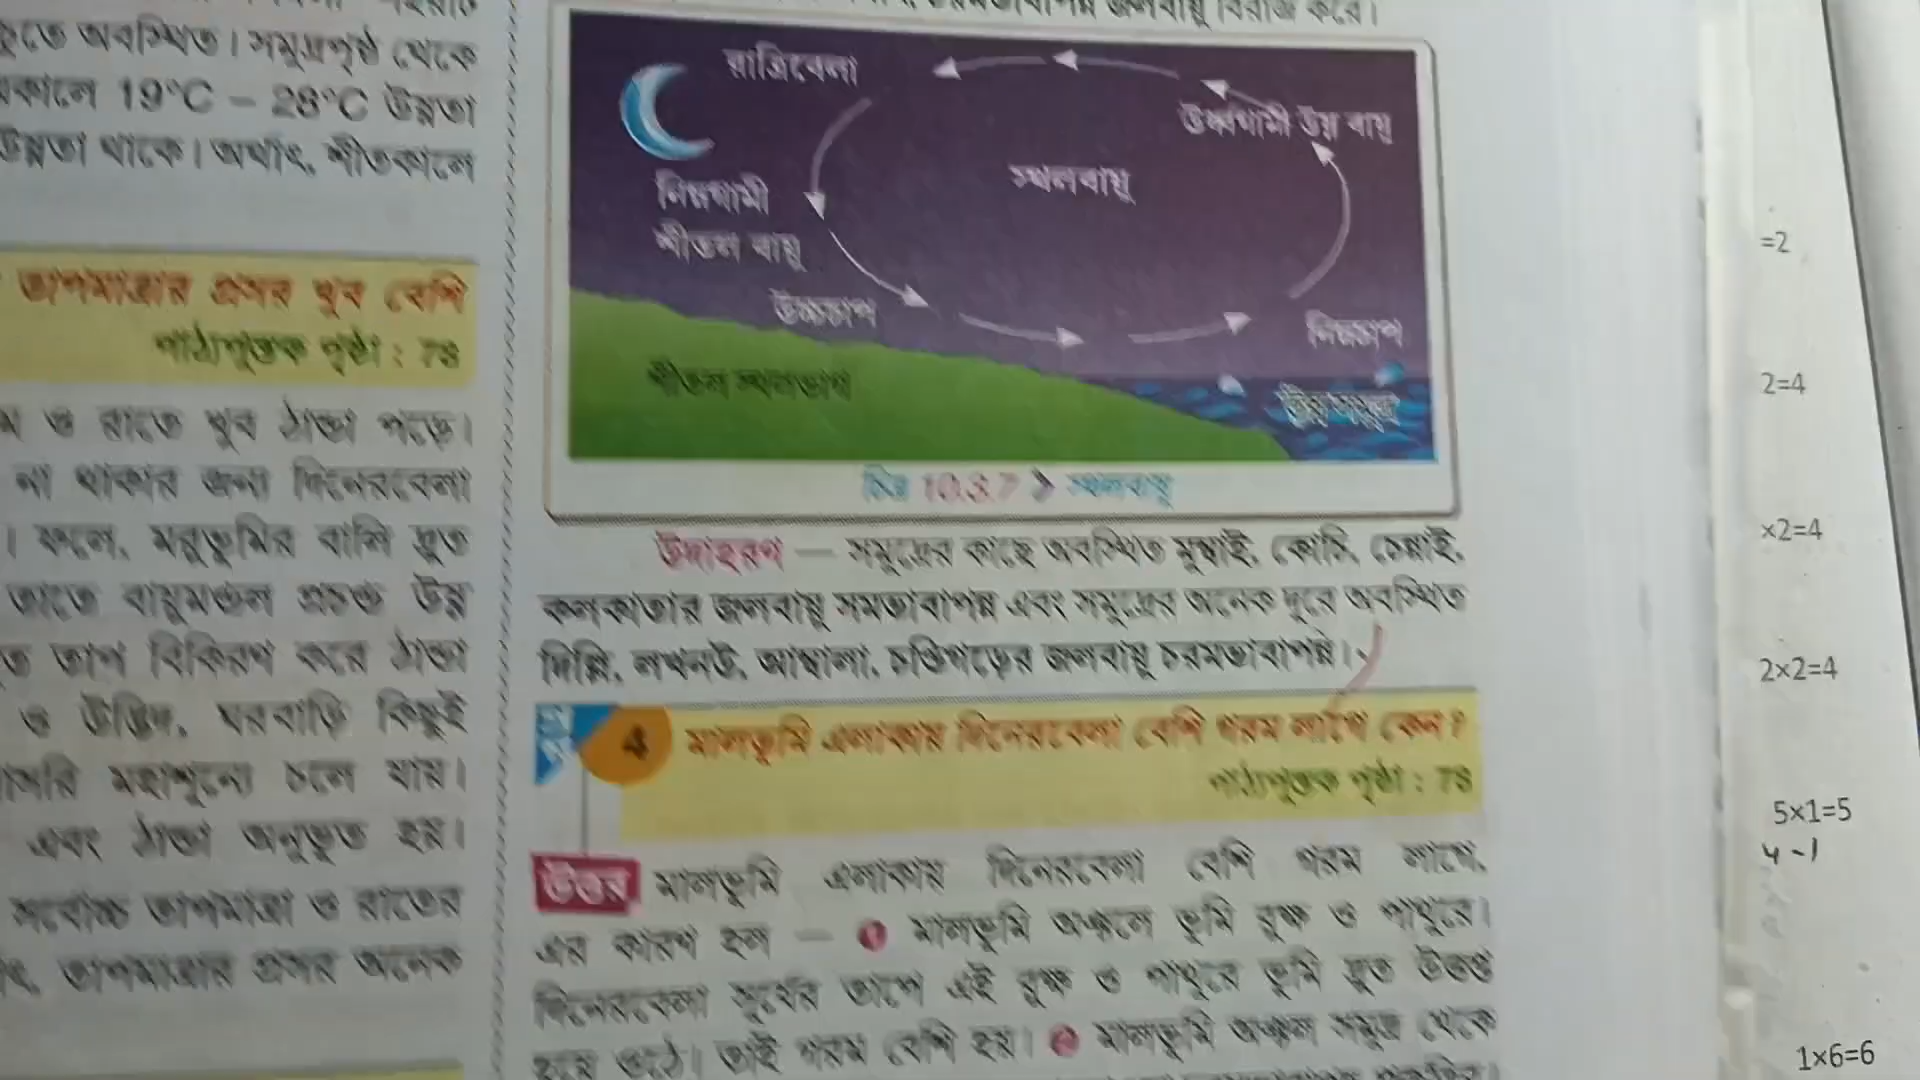 কুতে অবস্থিত। সমুদ্রপৃষ্ঠ থেকে
কালে 19°C – 28°C উষ্ণতা
উষ্ণতা থাকে। অর্থাৎ, শীতকালে
তাপমাত্রার প্রসর খুব বেশি
পাঠ্যপুস্তক পৃষ্ঠা : 78
ও রাতে খুব ঠান্ডা পড়ে।
না থাকার জন্য দিনেরবেলা
। ফলে, মরুভূমির বালি দ্রুত
তাতে বায়ুমণ্ডল প্রচণ্ড উষ্ণ
তাপ বিকিরণ করে ঠান্ডা
ও উদ্ভিদ, ঘরবাড়ি কিছুই
মহাশূন্যে চলে যায়।
এবং ঠান্ডা অনুভূত হয়।
সর্বোচ্চ তাপমাত্রা ও রাতের
তাপমাত্রার প্রসর অনেক
জলবায়ু বিরাজ করে।
রাত্রিবেলা
ঊর্ধ্বগামী উষ্ণ বায়ু
স্থলবায়ু
নিম্নগামী
শীতল বায়ু
উচ্চচাপ
নিম্নচাপ
শীতল স্থলভাগ
উষ্ণ সমুদ্র
চিত্র 10.3.7 স্থলবায়ু
উদাহরণ — সমুদ্রের কাছে অবস্থিত মুম্বাই, কোচি, চেন্নাই,
কলকাতার জলবায়ু সমভাবাপন্ন এবং সমুদ্রের অনেক দূরে অবস্থিত
দিল্লি, লখনউ, আম্বালা, চণ্ডিগড়ের জলবায়ু চরমভাবাপন্ন।
4 মালভূমি এলাকায় দিনেরবেলা বেশি গরম লাগে কেন?
পাঠ্যপুস্তক পৃষ্ঠা : 78
উত্তর মালভূমি এলাকায় দিনেরবেলা বেশি গরম লাগে,
এর কারণ হল — 1 মালভূমি অঞ্চলে ভূমি রুক্ষ ও পাথুরে।
দিনেরবেলা সূর্যের তাপে এই রুক্ষ ও পাথুরে ভূমি দ্রুত উত্তপ্ত
হয়ে ওঠে। তাই গরম বেশি হয়। 2 মালভূমি অঞ্চল সমুদ্র থেকে
=2
2=4
×2=4
2×2=4
5×1=5
4 -1
1×6=6